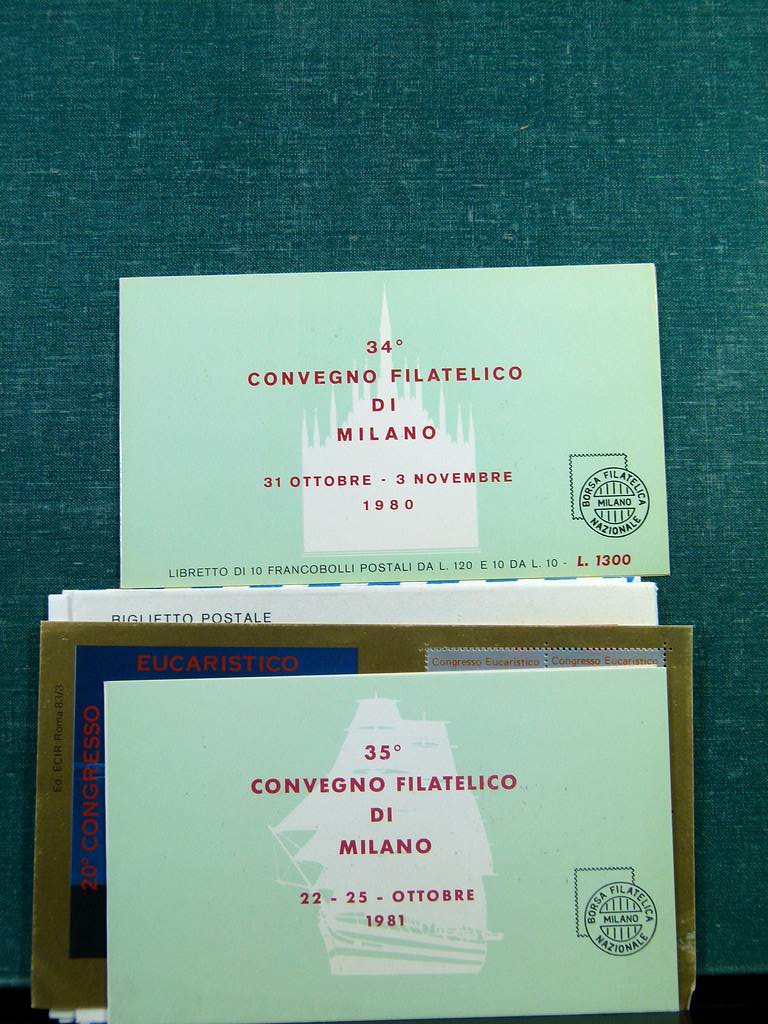 34°
CONVEGNO FILATELICO
DI
MILANO
31 OTTOBRE - 3 NOVEMBRE
1980
BORSA FILATELICA
MILANO
NAZIONALE
LIBRETTO DI 10 FRANCOBOLLI POSTALI DA L. 120 E 10 DA L. 10 - L. 1300
BIGLIETTO POSTALE
EUCARISTICO
Congresso Eucaristico Congresso Eucaristico
20° CONGRESSO
Ed. ECIR Roma 83/3
35°
CONVEGNO FILATELICO
DI
MILANO
22 - 25 - OTTOBRE
1981
BORSA FILATELICA
MILANO
NAZIONALE